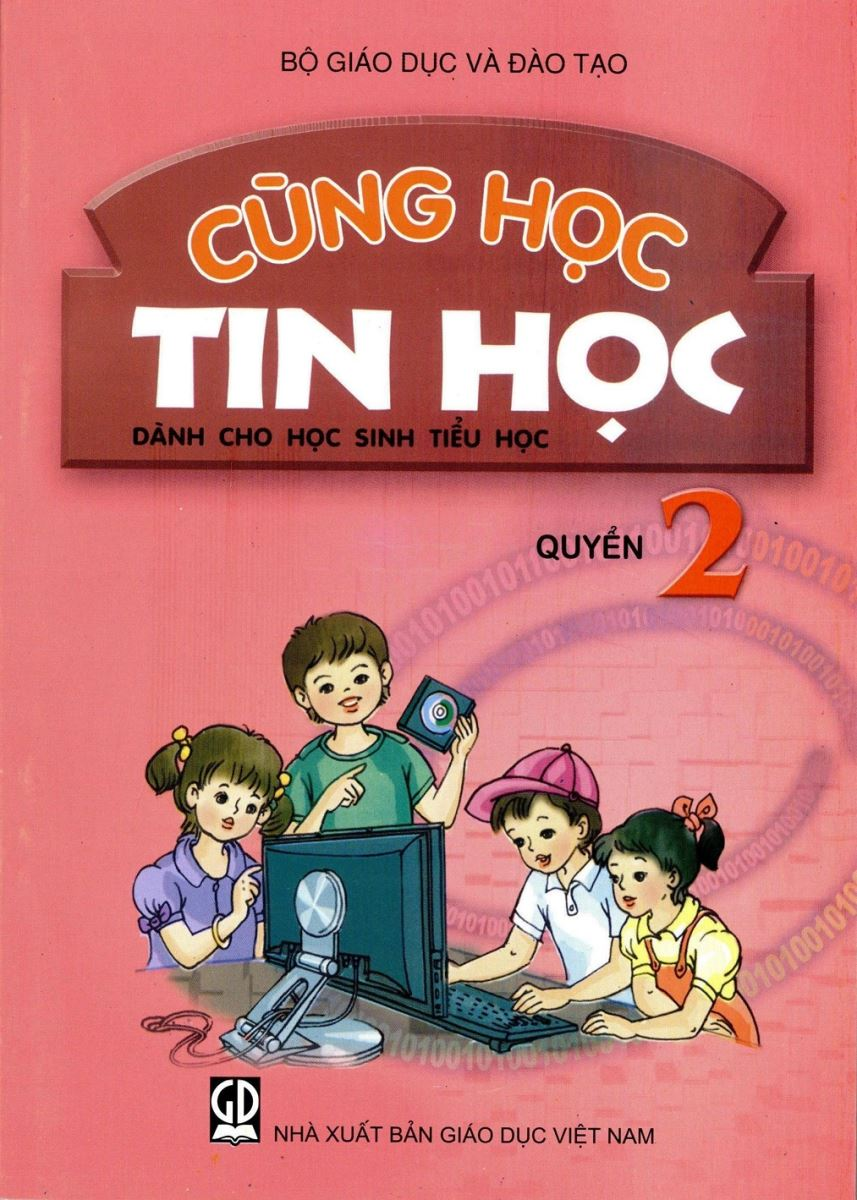 BỘ GIÁO DỤC VÀ ĐÀO TẠO
CÙNG HỌC
TIN HỌC
DÀNH CHO HỌC SINH TIỂU HỌC
QUYỂN 2
GD
NHÀ XUẤT BẢN GIÁO DỤC VIỆT NAM